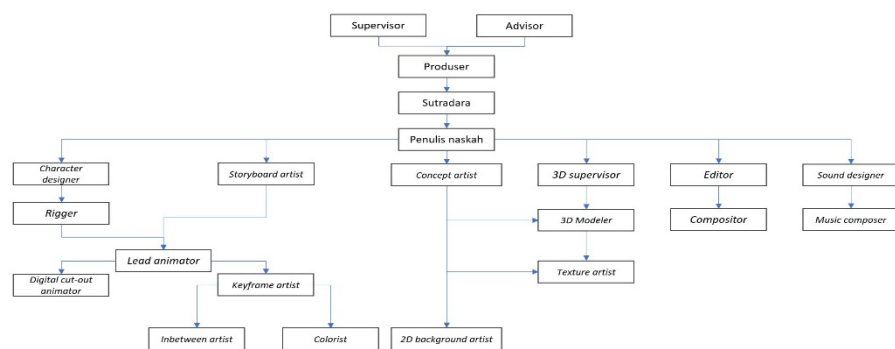 Supervisor
Advisor
Produser
Sutradara
Penulis naskah
Character
designer
Storyboard artist
Concept artist
3D supervisor
Editor
Sound designer
Rigger
3D Modeler
Compositor
Music composer
Lead animator
Digital cut-out
animator
Keyframe artist
Texture artist
Inbetween artist
Colorist
2D background artist